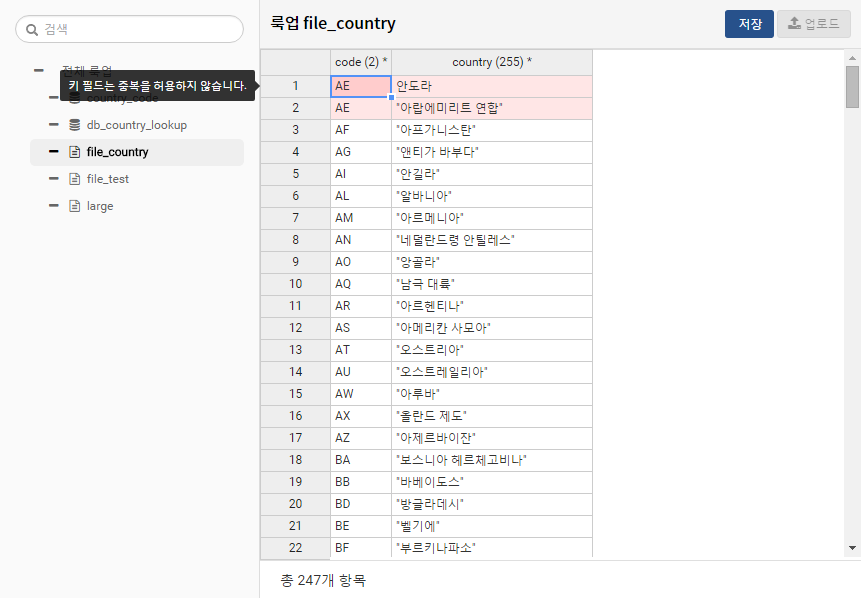 검색
전체 룩업
키 필드는 중복을 허용하지 않습니다.
country_code
db_country_lookup
file_country
file_test
large
룩업 file_country
저장
업로드
code (2) * country (255) *
1 AE 안도라
2 AE "아랍에미리트 연합"
3 AF "아프가니스탄"
4 AG "앤티가 바부다"
5 AI "안길라"
6 AL "알바니아"
7 AM "아르메니아"
8 AN "네덜란드령 안틸레스"
9 AO "앙골라"
10 AQ "남극 대륙"
11 AR "아르헨티나"
12 AS "아메리칸 사모아"
13 AT "오스트리아"
14 AU "오스트레일리아"
15 AW "아루바"
16 AX "올란드 제도"
17 AZ "아제르바이잔"
18 BA "보스니아 헤르체고비나"
19 BB "바베이도스"
20 BD "방글라데시"
21 BE "벨기에"
22 BF "부르키나파소"
총 247개 항목